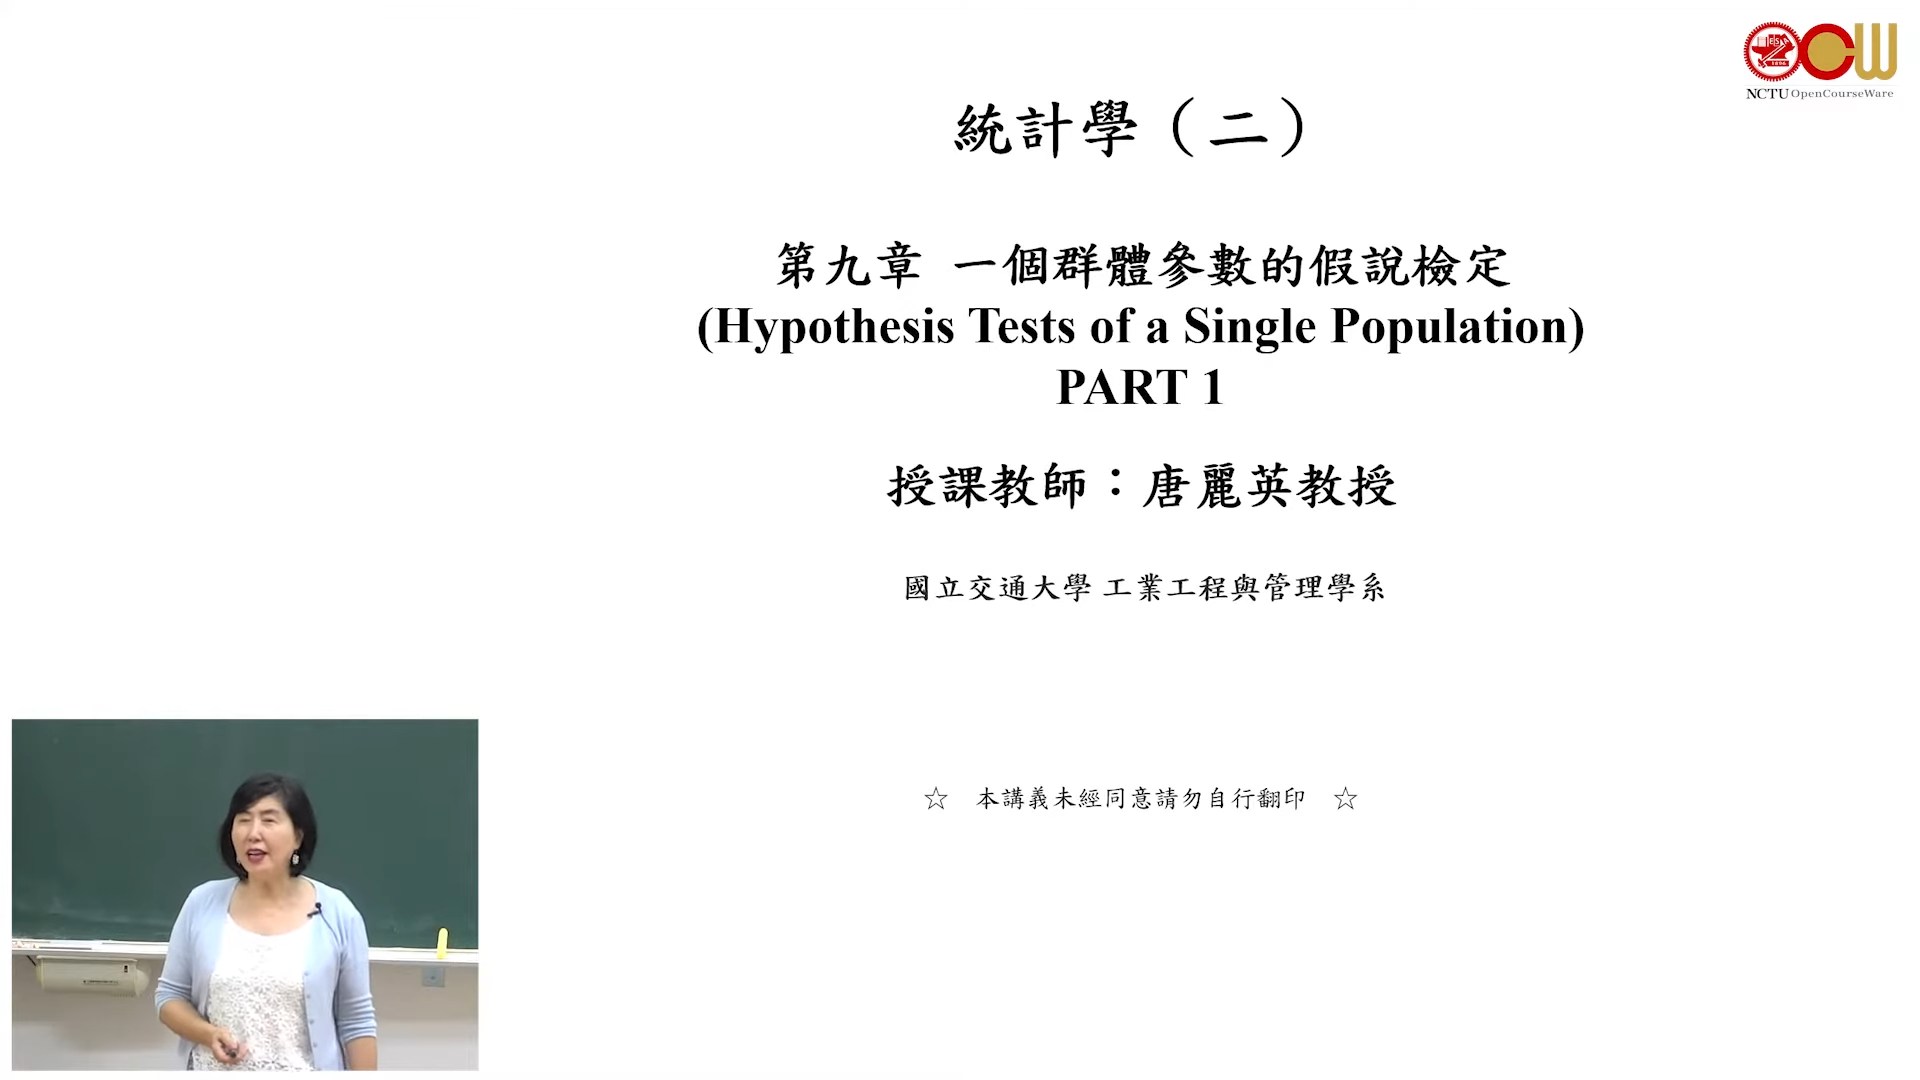 NCTU OpenCourseWare
統計學（二）
第九章 一個群體參數的假說檢定
(Hypothesis Tests of a Single Population)
PART 1
授課教師：唐麗英教授
國立交通大學 工業工程與管理學系
☆ 本講義未經同意請勿自行翻印 ☆